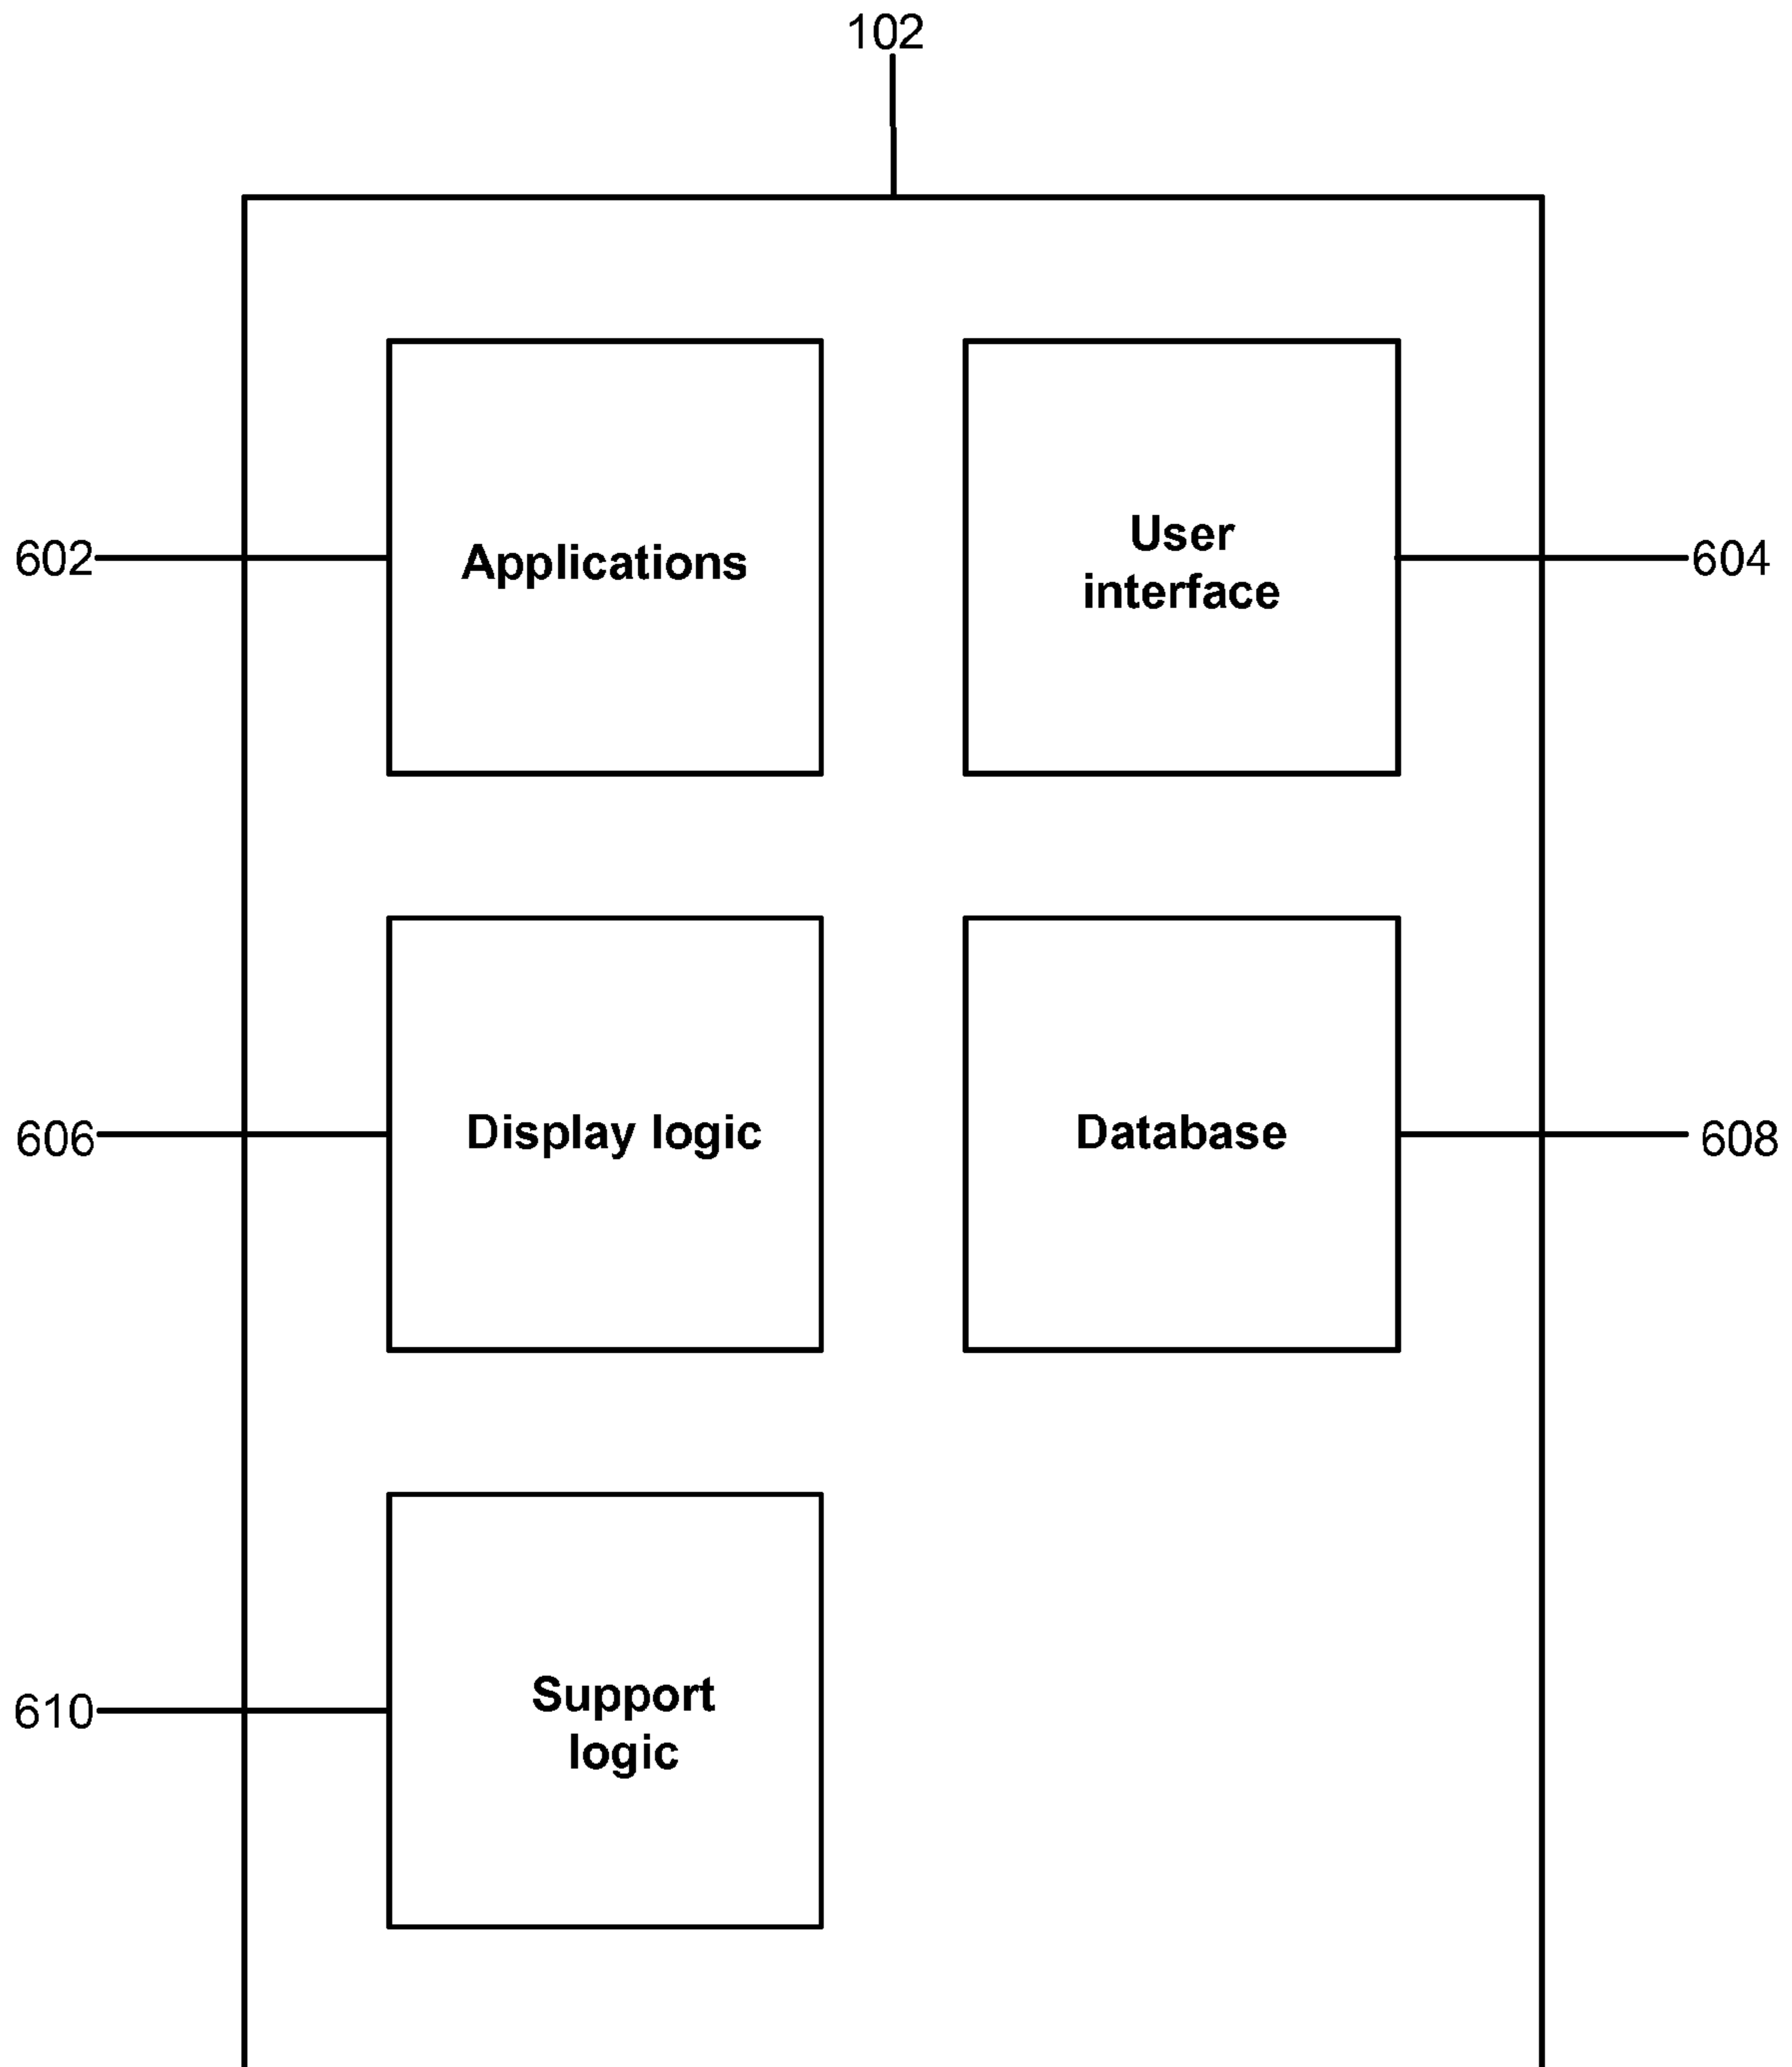 102
602
Applications
User
interface
604
606
Display logic
Database
608
610
Support
logic